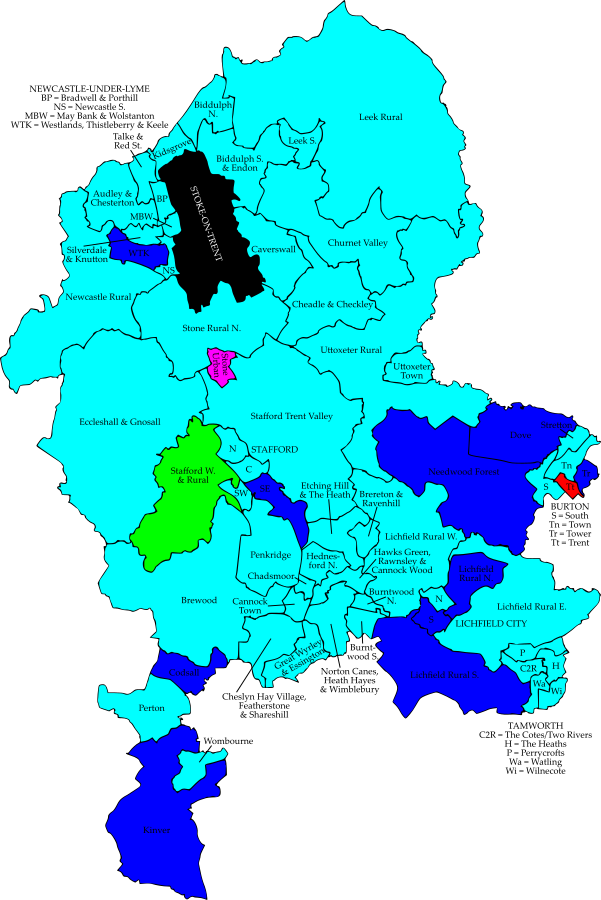 NEWCASTLE-UNDER-LYME
BP = Bradwell & Porthill
NS = Newcastle S.
MBW = May Bank & Wolstanton
WTK = Westlands, Thistleberry & Keele
Talke &
Red St.
Kidsgrove
Biddulph
N.
Leek Rural
Leek S.
Biddulph S.
& Endon
Audley &
Chesterton
BP
MBW
STOKE-ON-TRENT
Silverdale
& Knutton
WTK
NS
Caverswall
Churnet Valley
Newcastle Rural
Cheadle & Checkley
Stone Rural N.
Stone
Urban
Uttoxeter Rural
Uttoxeter
Town
Eccleshall & Gnosall
Stafford Trent Valley
N
STAFFORD
C
Stafford W.
& Rural
SW
SE
Stretton
Dove
Needwood Forest
Tn
Tr
S
Tt
BURTON
S = South
Tn = Town
Tr = Tower
Tt = Trent
Etching Hill
& The Heath
Brereton &
Ravenhill
Lichfield Rural W.
Penkridge
Hednes-
ford N.
Hawks Green,
Rawnsley &
Cannock Wood
Chadsmoor
Lichfield
Rural N.
Brewood
Cannock
Town
Burntwood
N.
N
Lichfield Rural E.
S
LICHFIELD CITY
Great Wyrley
& Essington
Burnt-
wood S.
P
C2R
H
Wa
Wi
Codsall
Norton Canes,
Heath Hayes
& Wimblebury
Lichfield Rural S.
Cheslyn Hay Village,
Featherstone
& Shareshill
Perton
TAMWORTH
C2R = The Cotes/Two Rivers
H = The Heaths
P = Perrycrofts
Wa = Watling
Wi = Wilnecote
Wombourne
Kinver